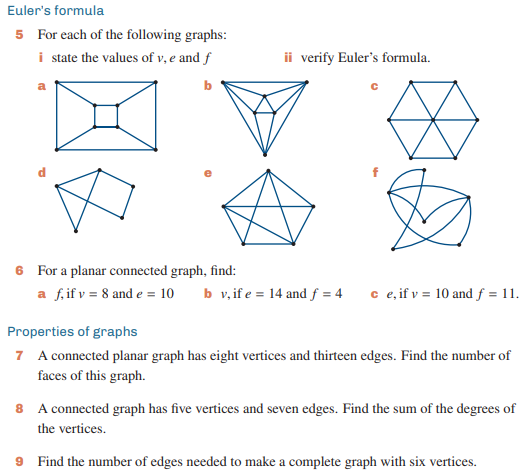 Euler's formula
5 For each of the following graphs:
i state the values of v, e and f ii verify Euler's formula.
a b c
d e f
6 For a planar connected graph, find:
a f, if v = 8 and e = 10 b v, if e = 14 and f = 4 c e, if v = 10 and f = 11.
Properties of graphs
7 A connected planar graph has eight vertices and thirteen edges. Find the number of
faces of this graph.
8 A connected graph has five vertices and seven edges. Find the sum of the degrees of
the vertices.
9 Find the number of edges needed to make a complete graph with six vertices.